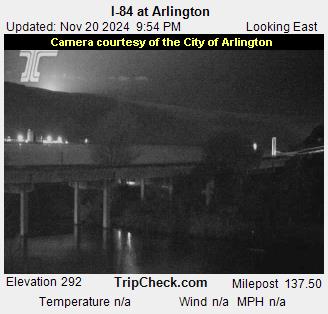 I-84 at Arlington
Updated: Nov 20 2024 9:54 PM Looking East
Camera courtesy of the City of Arlington
Elevation 292 TripCheck.com Milepost 137.50
Temperature n/a Wind n/a MPH n/a